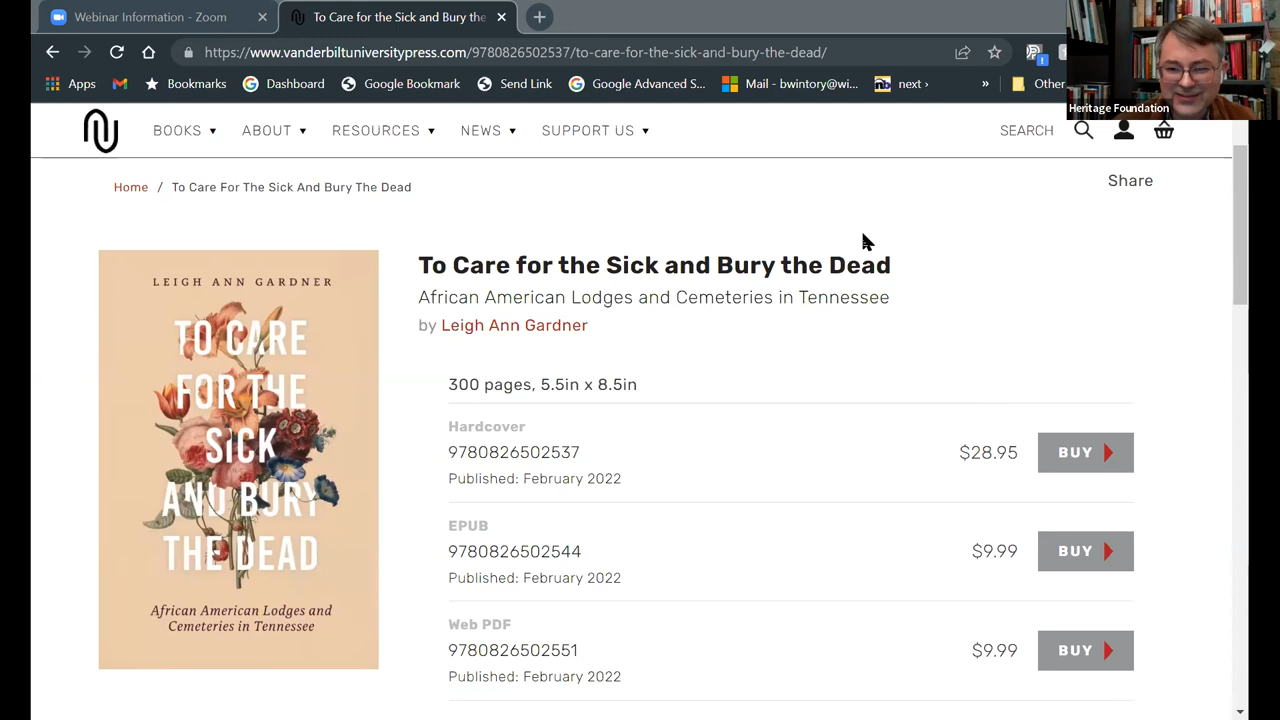 Webinar Information - Zoom
To Care for the Sick and Bury the
https://www.vanderbiltuniversitypress.com/9780826502537/to-care-for-the-sick-and-bury-the-dead/
Apps
Bookmarks
Dashboard
Google Bookmark
Send Link
Google Advanced S...
Mail - bwintory@wi...
nb
next ›
»
Other
Heritage Foundation
BOOKS
ABOUT
RESOURCES
NEWS
SUPPORT US
SEARCH
Home / To Care For The Sick And Bury The Dead
Share
LEIGH ANN GARDNER
TO CARE
FOR THE
SICK
AND BURY
THE DEAD
African American Lodges and
Cemeteries in Tennessee
To Care for the Sick and Bury the Dead
African American Lodges and Cemeteries in Tennessee
by Leigh Ann Gardner
300 pages, 5.5in x 8.5in
Hardcover
9780826502537 $28.95 BUY
Published: February 2022
EPUB
9780826502544 $9.99 BUY
Published: February 2022
Web PDF
9780826502551 $9.99 BUY
Published: February 2022